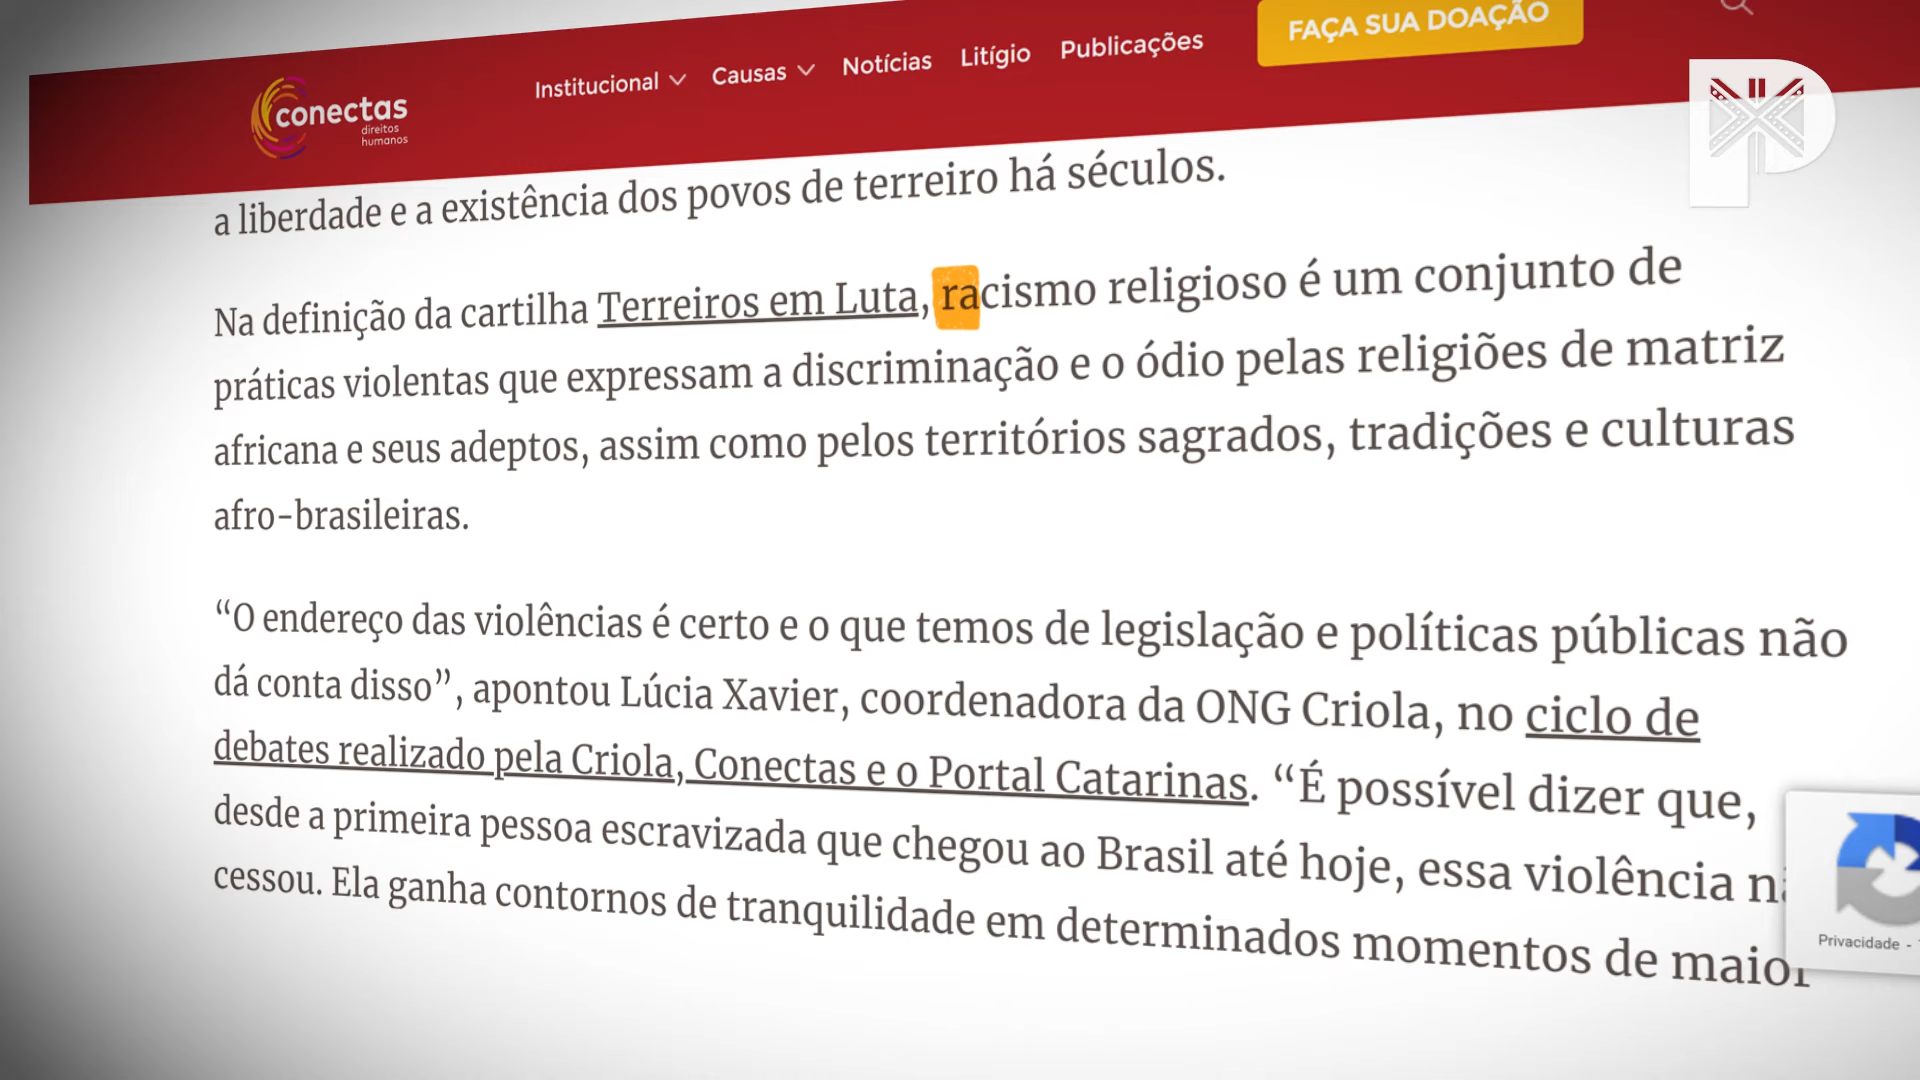 Institucional Causas Notícias Litígio Publicações FAÇA SUA DOAÇÃO
conectas
direitos
humanos
P
a liberdade e a existência dos povos de terreiro há séculos.
Na definição da cartilha Terreiros em Luta, racismo religioso é um conjunto de
práticas violentas que expressam a discriminação e o ódio pelas religiões de matriz
africana e seus adeptos, assim como pelos territórios sagrados, tradições e culturas
afro-brasileiras.
“O endereço das violências é certo e o que temos de legislação e políticas públicas não
dá conta disso”, apontou Lúcia Xavier, coordenadora da ONG Criola, no ciclo de
debates realizado pela Criola, Conectas e o Portal Catarinas. “É possível dizer que,
desde a primeira pessoa escravizada que chegou ao Brasil até hoje, essa violência
cessou. Ela ganha contornos de tranquilidade em determinados momentos de maior
Privacidade -